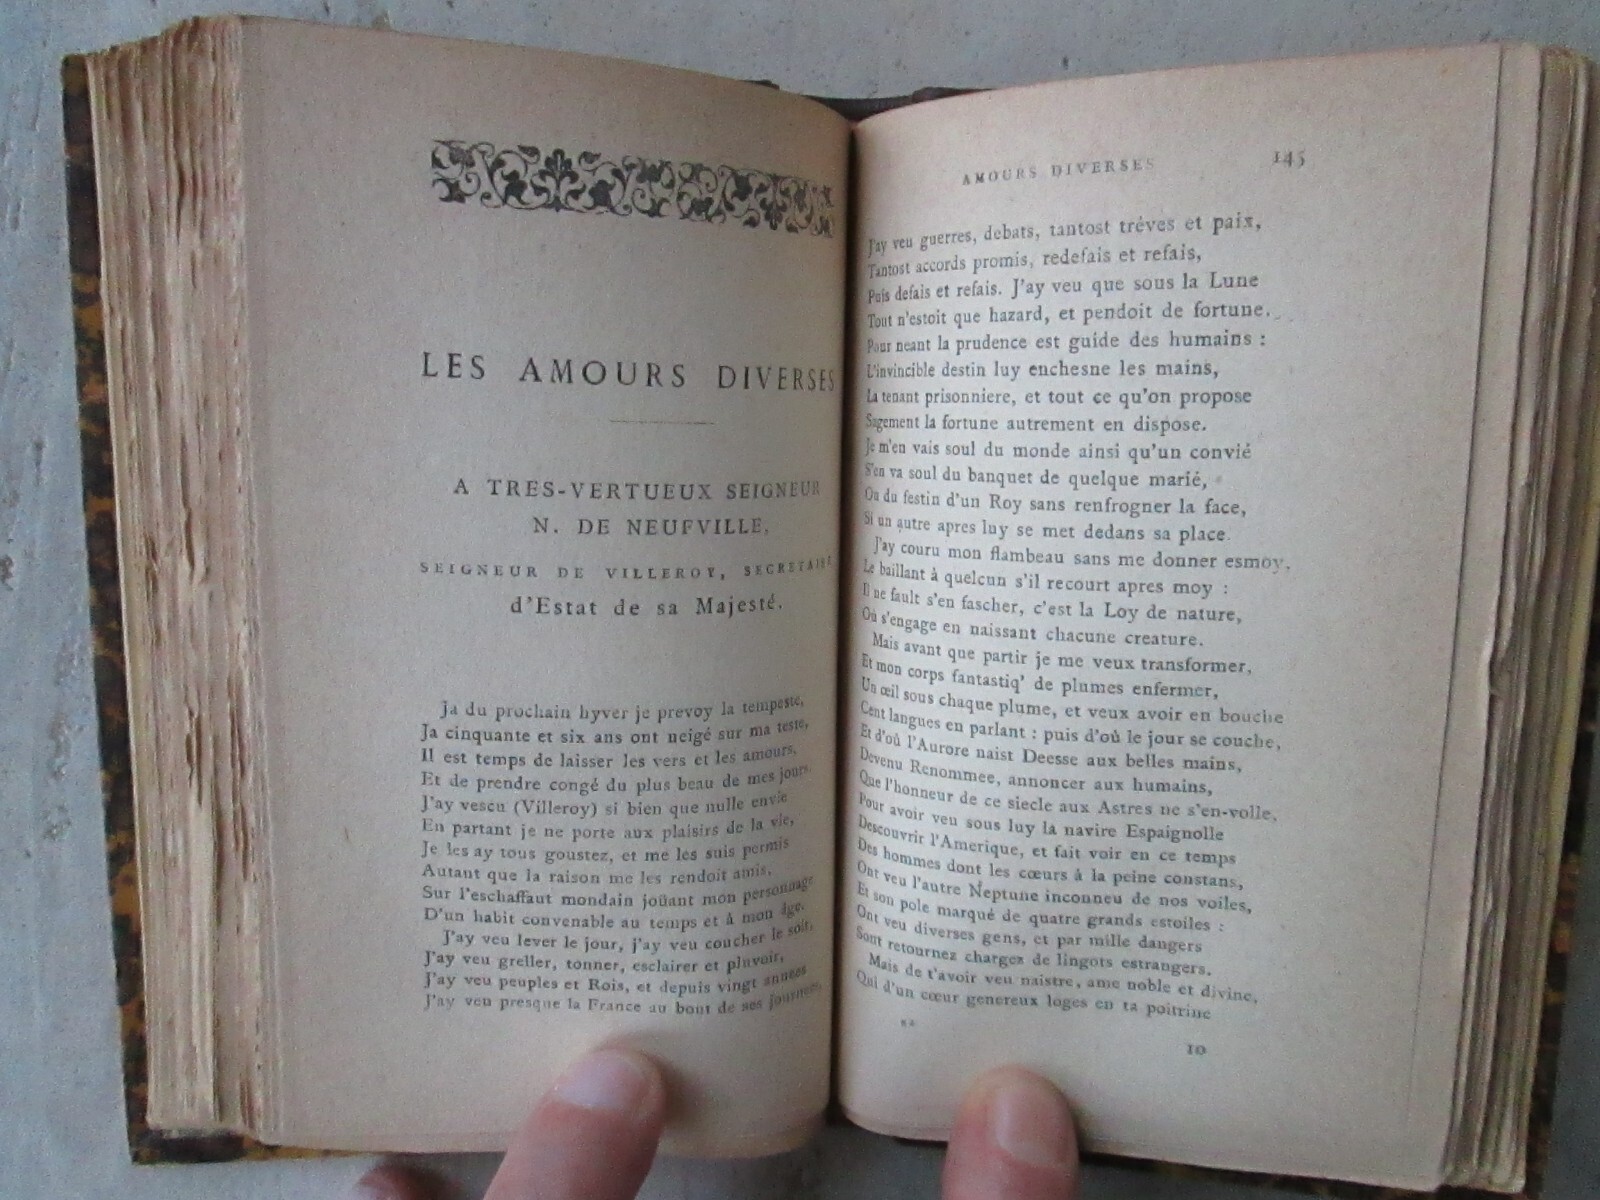 LES AMOURS DIVERSES
A TRES-VERTUEUX SEIGNEUR
N. DE NEUFVILLE,
SEIGNEUR DE VILLEROY, SECRETAIRE
d'Estat de sa Majesté.
Ja du prochain hyver je prevoy la tempeste,
Ja cinquante et six ans ont neigé sur ma teste,
Il est temps de laisser les vers et les amours,
Et de prendre congé du plus beau de mes jours.
J'ay vescu (Villeroy) si bien que nulle envie
En partant je ne porte aux plaisirs de la vie,
Je les ay tous goustez, et me les suis permis
Autant que la raison me les rendoit amis,
Sur l'eschaffaut mondain joüant mon personnage
D'un habit convenable au temps et à mon âge.
J'ay veu lever le jour, j'ay veu coucher le soir,
J'ay veu greller, tonner, esclairer et pluvoir,
J'ay veu peuples et Rois, et depuis vingt années
J'ay veu presque la France au bout de ses journées,
AMOURS DIVERSES 145
J'ay veu guerres, debats, tantost tréves et paix,
Tantost accords promis, redefais et refais,
Puis defais et refais. J'ay veu que sous la Lune
Tout n'estoit que hazard, et pendoit de fortune.
Pour neant la prudence est guide des humains :
L'invincible destin luy enchesne les mains,
La tenant prisonniere, et tout ce qu'on propose
Sagement la fortune autrement en dispose.
Je m'en vais soul du monde ainsi qu'un convié
S'en va soul du banquet de quelque marié,
Ou du festin d'un Roy sans renfrogner la face,
Si un autre apres luy se met dedans sa place.
J'ay couru mon flambeau sans me donner esmoy,
Le baillant à quelcun s'il recourt apres moy :
Il ne fault s'en fascher, c'est la Loy de nature,
Où s'engage en naissant chacune creature.
Mais avant que partir je me veux transformer,
Et mon corps fantastiq' de plumes enfermer,
Un œil sous chaque plume, et veux avoir en bouche
Cent langues en parlant : puis d'où le jour se couche,
Et d'où l'Aurore naist Deesse aux belles mains,
Devenu Renommee, annoncer aux humains,
Que l'honneur de ce siecle aux Astres ne s'en-volle,
Pour avoir veu sous luy la navire Espaignolle
Descouvrir l'Amerique, et fait voir en ce temps
Des hommes dont les cœurs à la peine constans,
Ont veu l'autre Neptune inconneu de nos voiles,
Et son pole marqué de quatre grands estoiles :
Ont veu diverses gens, et par mille dangers
Sont retournez chargez de lingots estrangers.
Mais de t'avoir veu naistre, ame noble et divine,
Qui d'un cœur genereux loges en ta poitrine
10